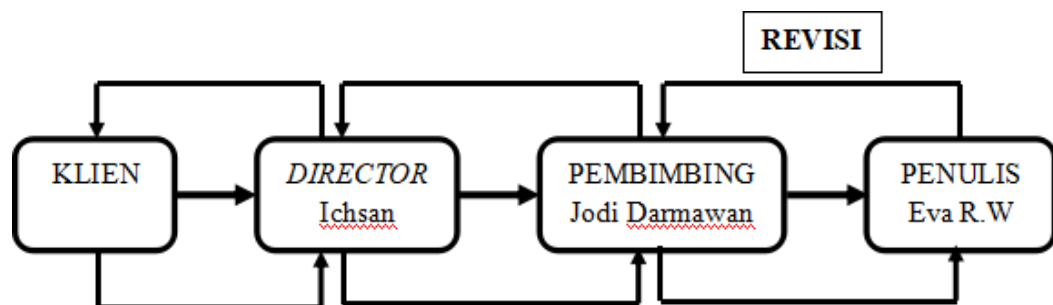 REVISI
KLIEN
DIRECTOR
Ichsan
PEMBIMBING
Jodi Darmawan
PENULIS
Eva R.W